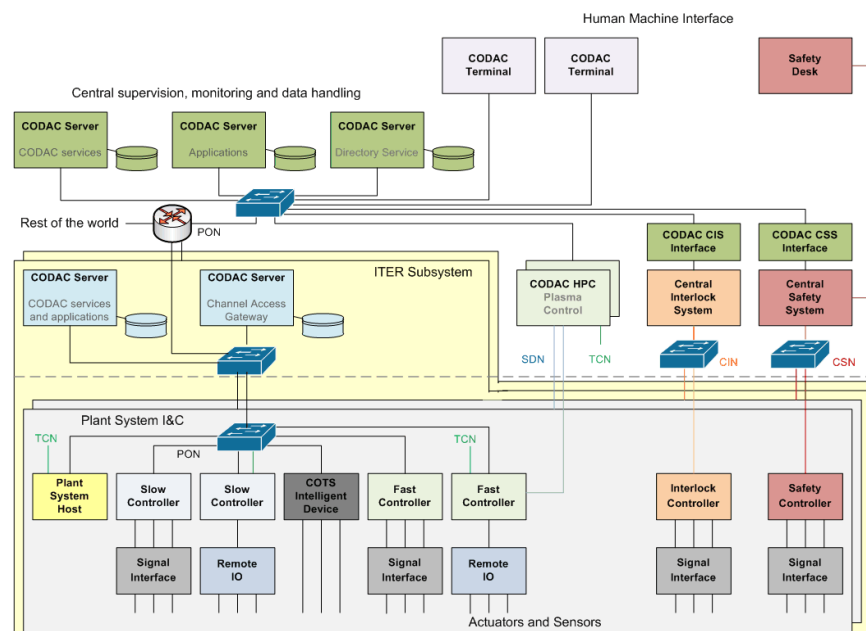 Human Machine Interface
CODAC
Terminal
CODAC
Terminal
Safety
Desk
Central supervision, monitoring and data handling
CODAC Server
CODAC services
CODAC Server
Applications
CODAC Server
Directory Service
Rest of the world
PON
CODAC CIS
Interface
CODAC CSS
Interface
ITER Subsystem
CODAC Server
CODAC services
and applications
CODAC Server
Channel Access
Gateway
CODAC HPC
Plasma
Control
Central
Interlock
System
Central
Safety
System
SDN
TCN
CIN
CSN
Plant System I&C
TCN
PON
TCN
Plant
System
Host
Slow
Controller
Slow
Controller
COTS
Intelligent
Device
Fast
Controller
Fast
Controller
Interlock
Controller
Safety
Controller
Signal
Interface
Remote
IO
Signal
Interface
Remote
IO
Signal
Interface
Signal
Interface
Actuators and Sensors